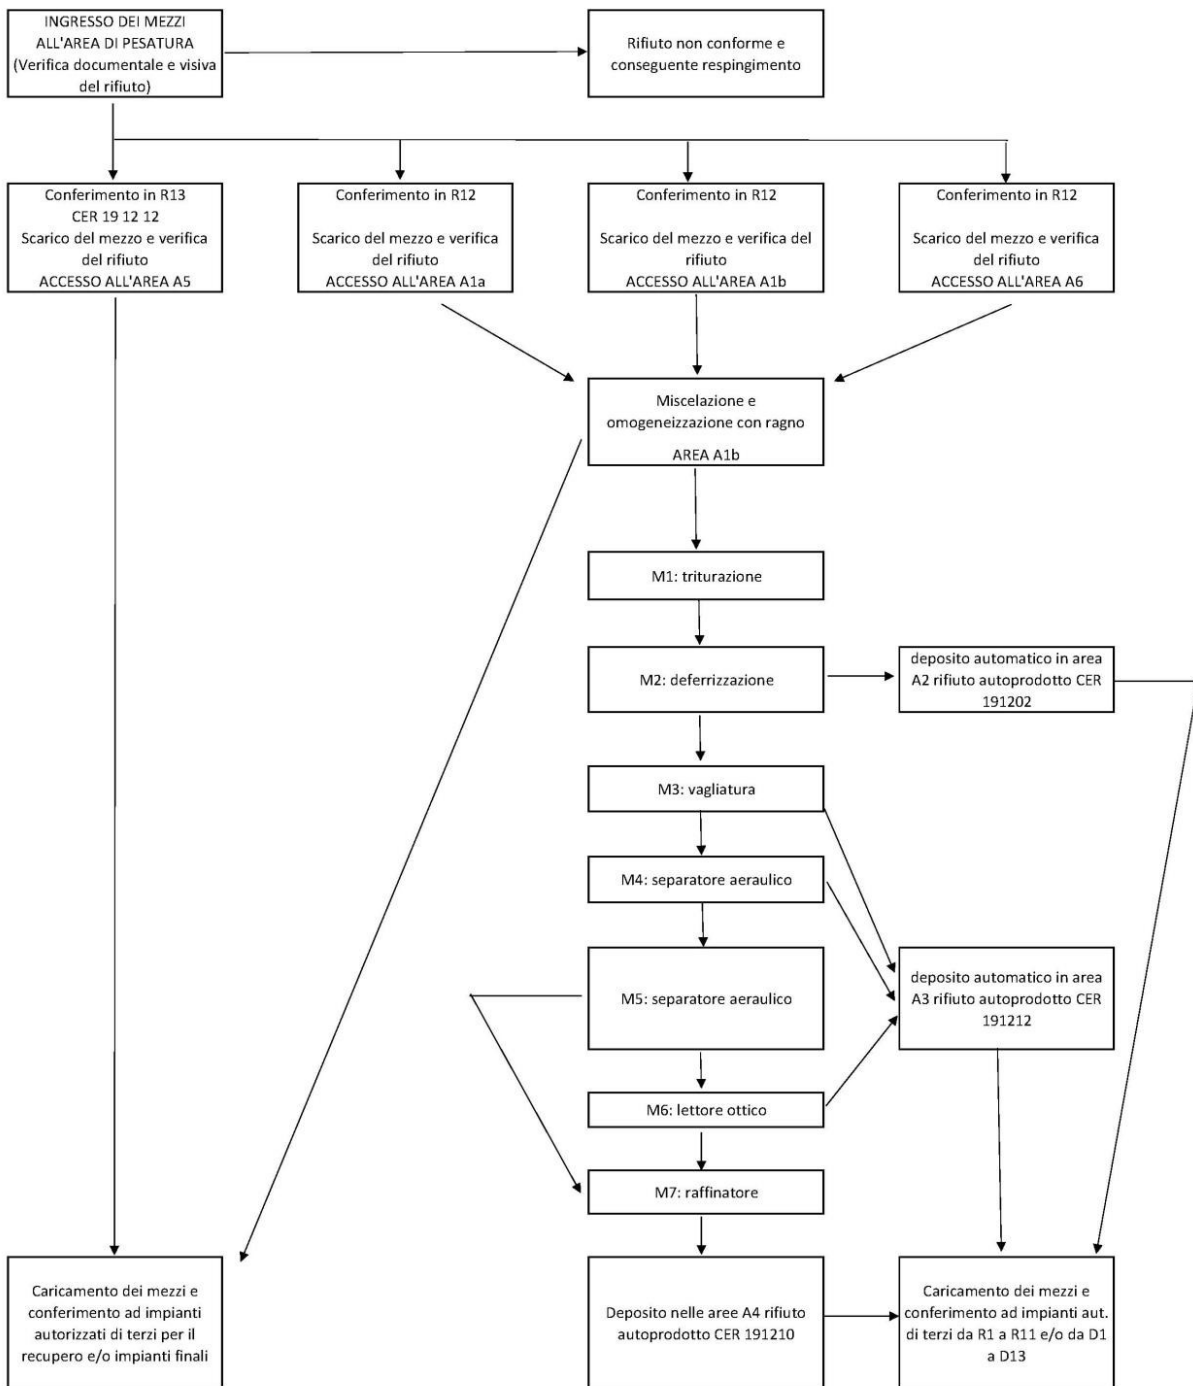 INGRESSO DEI MEZZI
ALL'AREA DI PESATURA
(Verifica documentale e visiva
del rifiuto)
Rifiuto non conforme e
conseguente respingimento
Conferimento in R13
CER 19 12 12
Scarico del mezzo e verifica
del rifiuto
ACCESSO ALL'AREA A5
Conferimento in R12
Scarico del mezzo e verifica
del rifiuto
ACCESSO ALL'AREA A1a
Conferimento in R12
Scarico del mezzo e verifica del
rifiuto
ACCESSO ALL'AREA A1b
Conferimento in R12
Scarico del mezzo e verifica
del rifiuto
ACCESSO ALL'AREA A6
Miscelazione e
omogeneizzazione con ragno
AREA A1b
M1: triturazione
M2: deferrizzazione
deposito automatico in area
A2 rifiuto autoprodotto CER
191202
M3: vagliatura
M4: separatore aeraulico
M5: separatore aeraulico
deposito automatico in area
A3 rifiuto autoprodotto CER
191212
M6: lettore ottico
M7: raffinatore
Caricamento dei mezzi e
conferimento ad impianti
autorizzati di terzi per il
recupero e/o impianti finali
Deposito nelle aree A4 rifiuto
autoprodotto CER 191210
Caricamento dei mezzi e
conferimento ad impianti aut.
di terzi da R1 a R11 e/o da D1
a D13